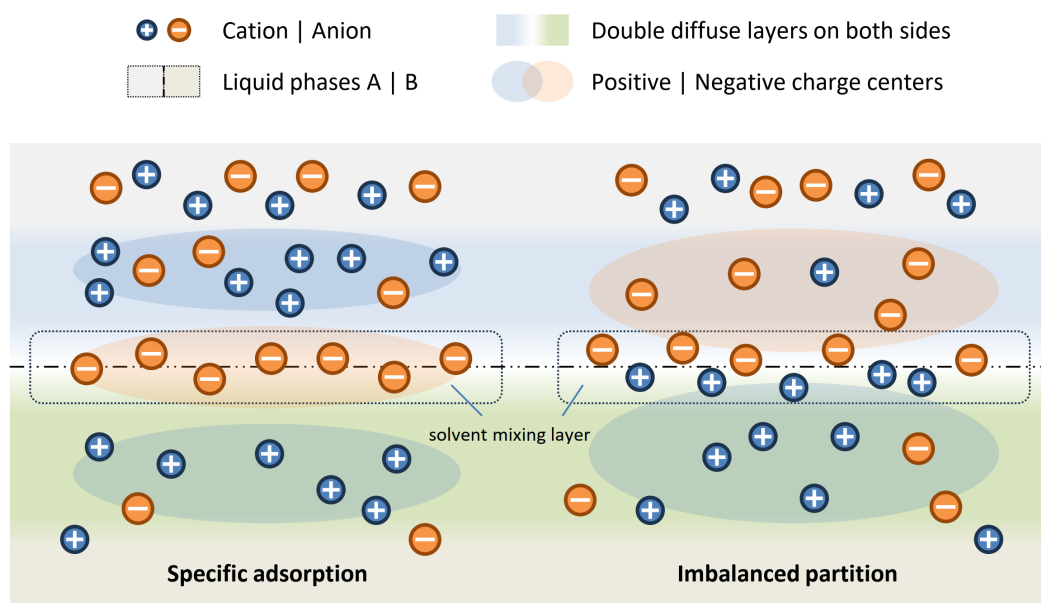 Cation | Anion
Double diffuse layers on both sides
Liquid phases A | B
Positive | Negative charge centers
solvent mixing layer
Specific adsorption
Imbalanced partition